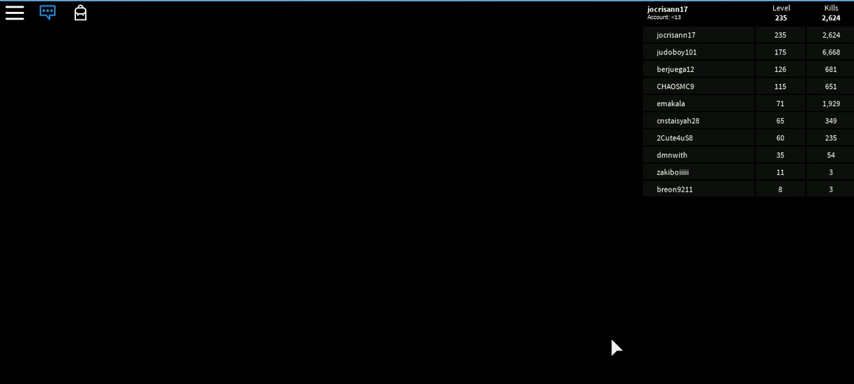 jocrisann17 Level Kills
Account: <13 235 2,624
jocrisann17 235 2,624
judoboy101 175 6,668
berjuega12 126 681
CHAOSMC9 115 651
emakala 71 1,929
cnstaisyah28 65 349
2Cute4uS8 60 235
dmnwith 35 54
zakiboiiiiii 11 3
breon9211 8 3